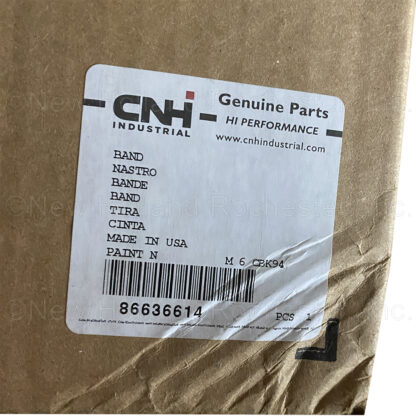 CNH
INDUSTRIAL
Genuine Parts
HI PERFORMANCE
www.cnhindustrial.com
BAND
NASTRO
BANDE
BAND
TIRA
CINTA
MADE IN USA
PAINT N M 6 CBK94
86636614 PCS 1